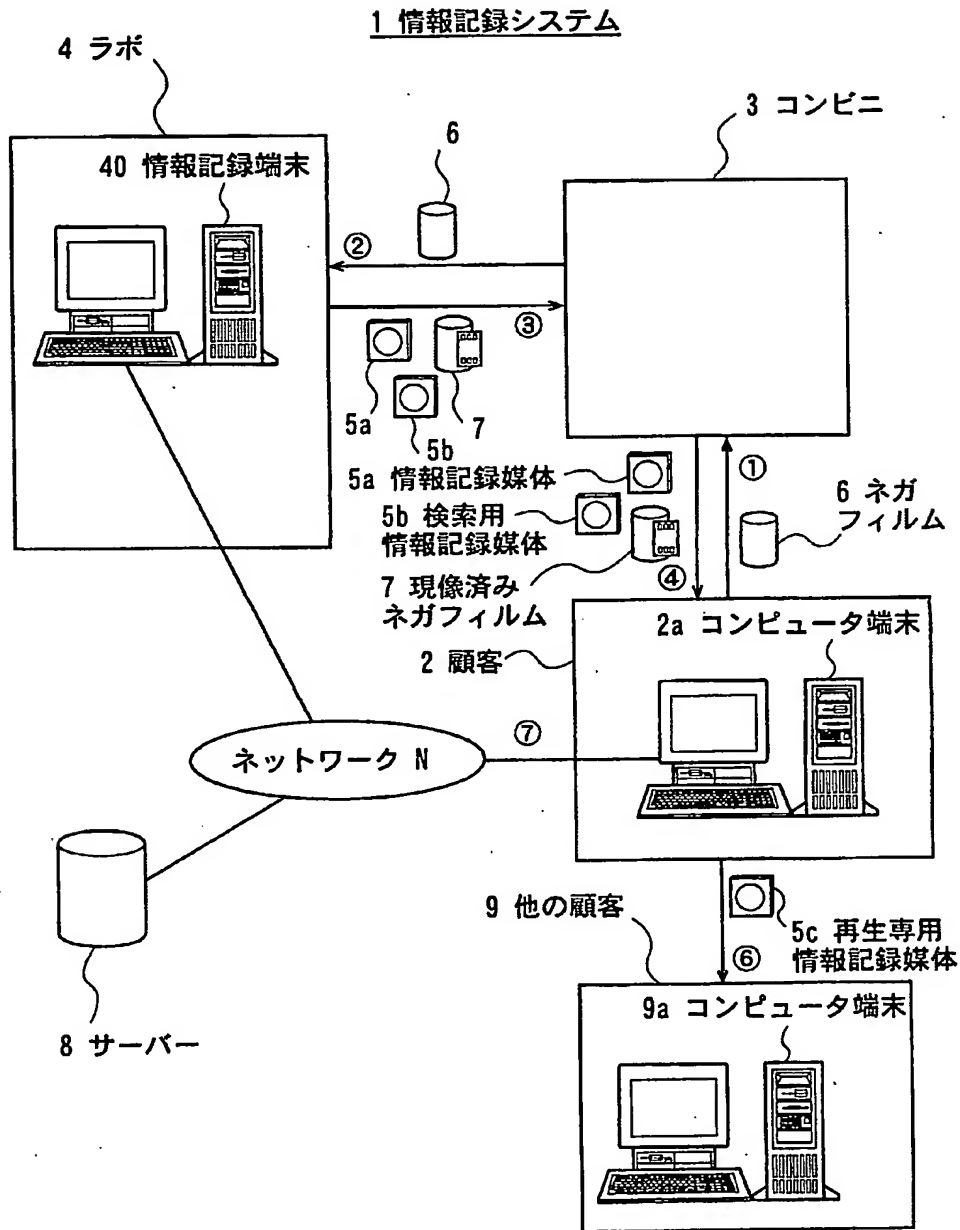 1 情報記録システム
4 ラボ
3 コンビニ
40 情報記録端末
6
②
③
5a
5b
7
5a 情報記録媒体
5b 検索用
情報記録媒体
7 現像済み
ネガフィルム
④
①
6 ネガ
フィルム
2 顧客
2a コンピュータ端末
ネットワーク N
⑦
8 サーバー
9 他の顧客
5c 再生専用
情報記録媒体
⑥
9a コンピュータ端末